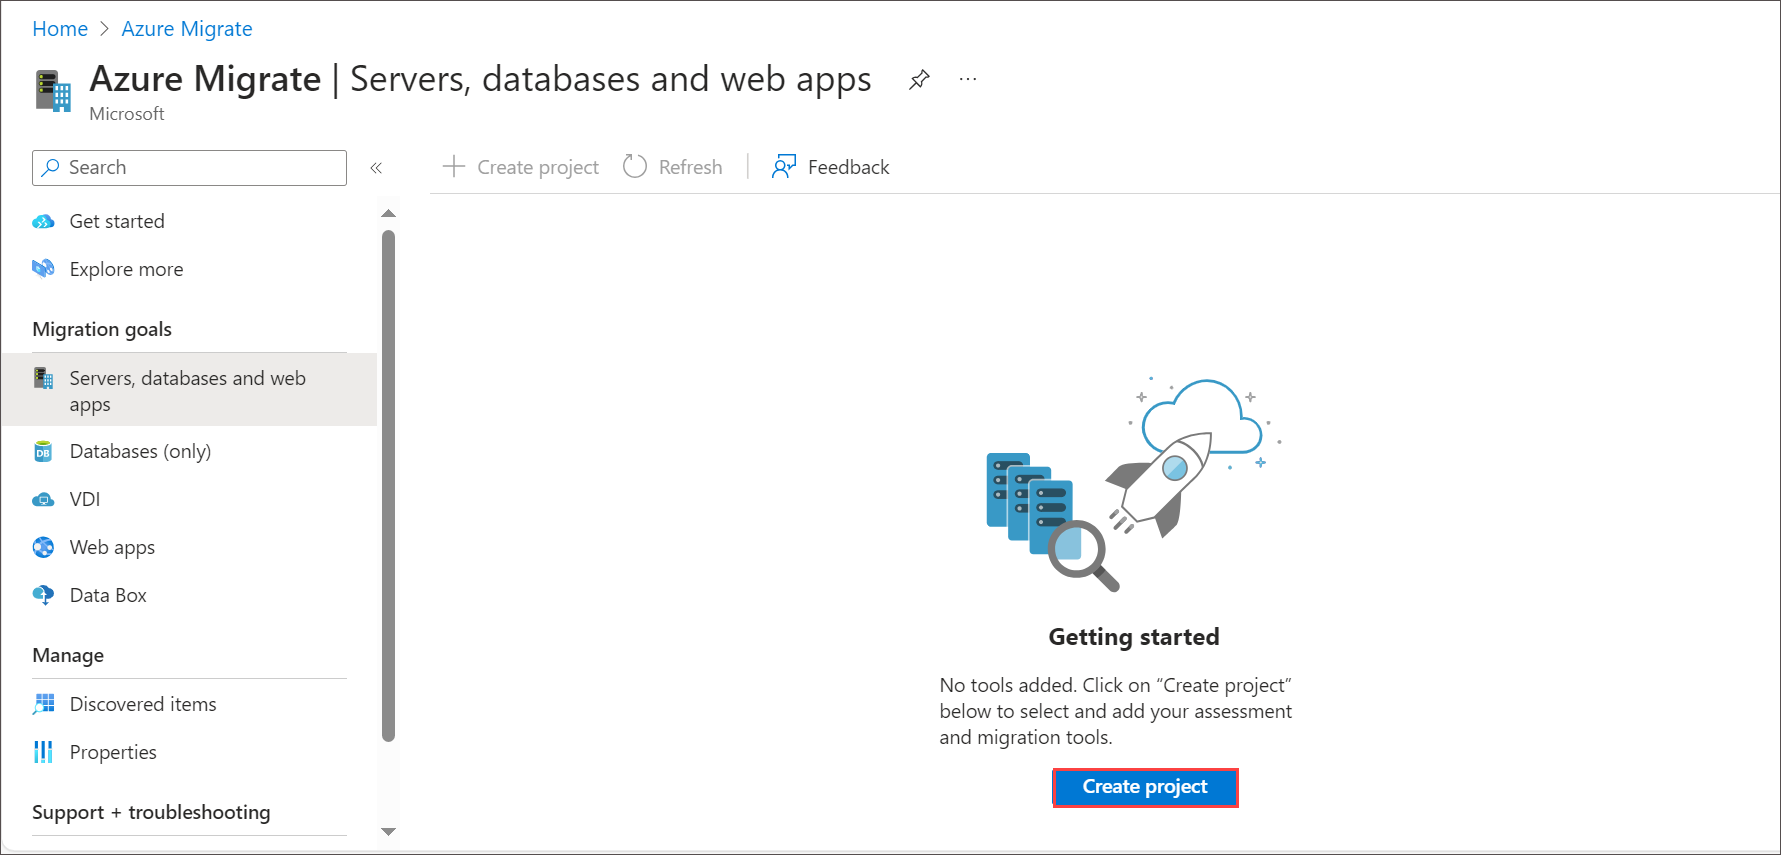 Home > Azure Migrate
Azure Migrate | Servers, databases and web apps
Microsoft
Search
Create project
Refresh
Feedback
Get started
Explore more
Migration goals
Servers, databases and web
apps
Databases (only)
DB
VDI
Web apps
Data Box
Manage
Discovered items
Properties
Support + troubleshooting
Getting started
No tools added. Click on “Create project”
below to select and add your assessment
and migration tools.
Create project